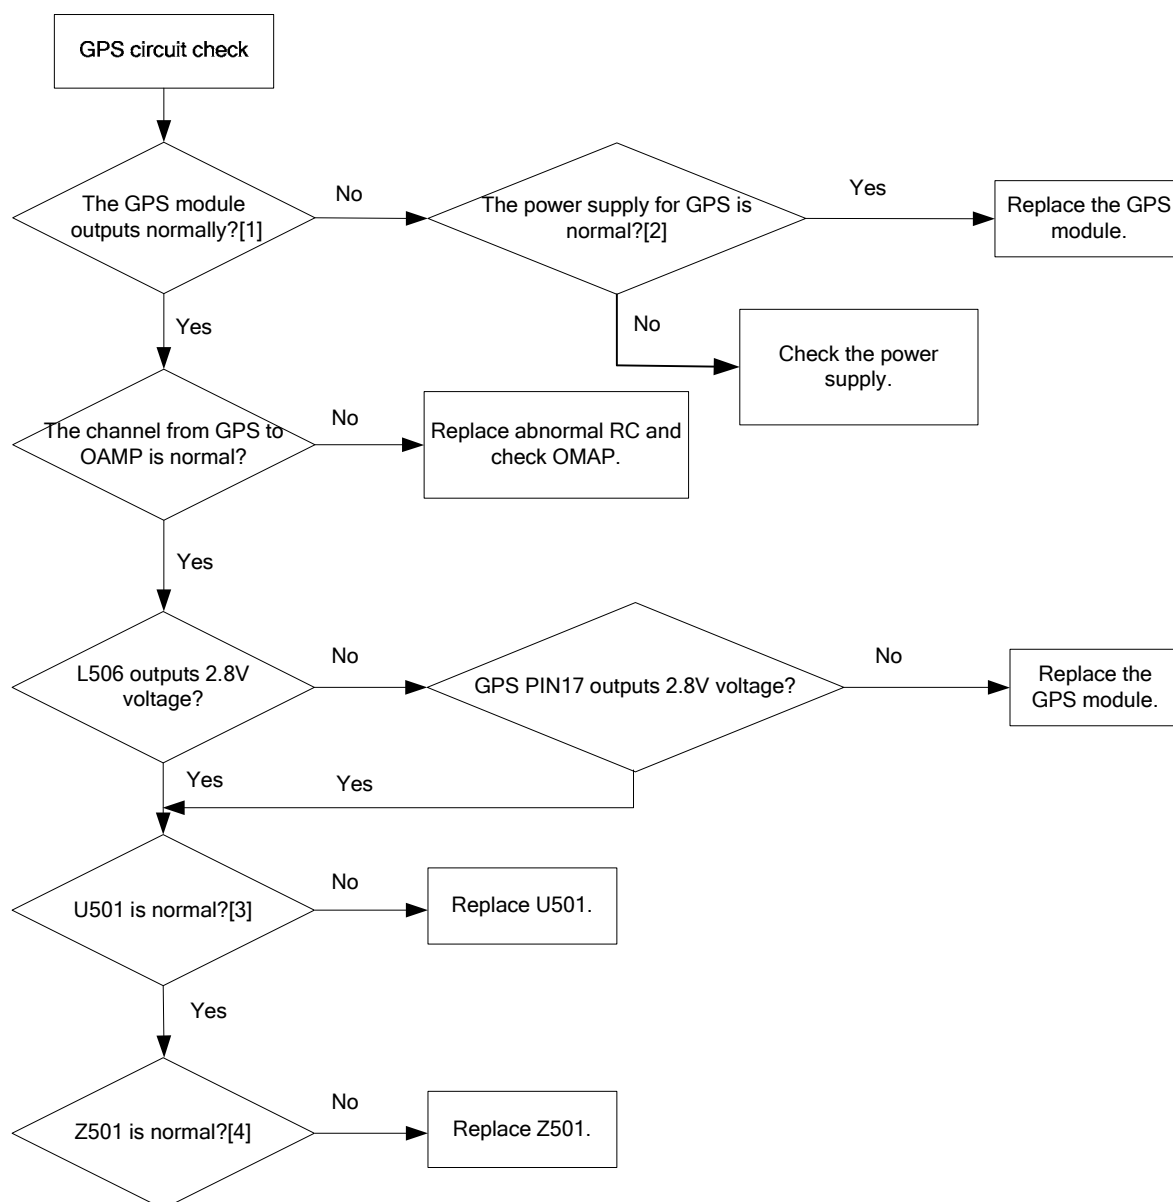 GPS circuit check
The GPS module
outputs normally?[1]
No
The power supply for GPS is
normal?[2]
Yes
Replace the GPS
module.
Yes
No
Check the power
supply.
The channel from GPS to
OAMP is normal?
No
Replace abnormal RC and
check OMAP.
Yes
L506 outputs 2.8V
voltage?
No
GPS PIN17 outputs 2.8V voltage?
No
Replace the
GPS module.
Yes
Yes
U501 is normal?[3]
No
Replace U501.
Yes
Z501 is normal?[4]
No
Replace Z501.